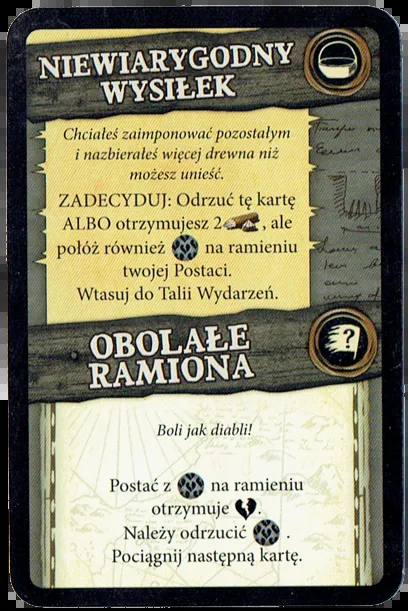 NIEWIARYGODNY
WYSIŁEK
Chciałeś zaimponować pozostałym
i nazbierałeś więcej drewna niż
możesz unieść.
ZADECYDUJ: Odrzuć tę kartę
ALBO otrzymujesz 2 , ale
połóż również na ramieniu
twojej Postaci.
Wtasuj do Talii Wydarzeń.
?
OBOLAŁE
RAMIONA
Boli jak diabli!
Postać z na ramieniu
otrzymuje .
Należy odrzucić .
Pociągnij następną kartę.